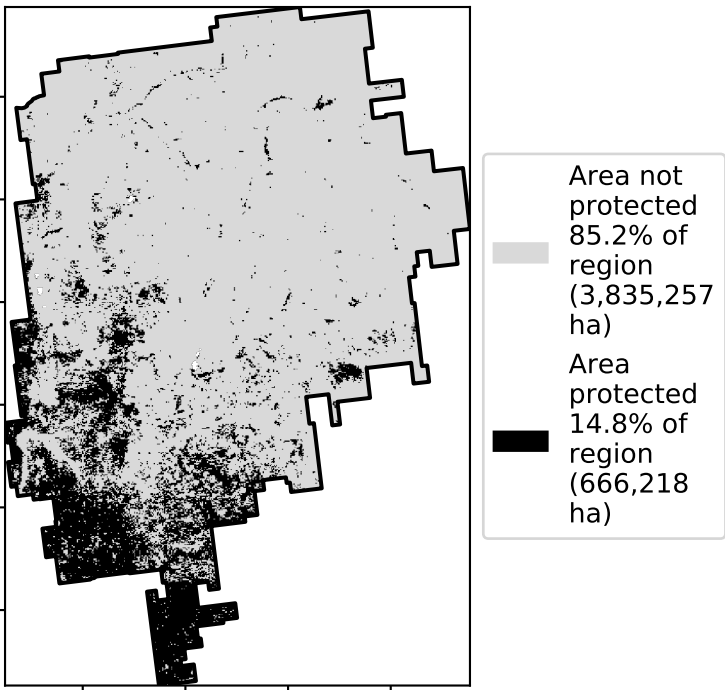 Area not
protected
85.2% of
region
(3,835,257
ha)
Area
protected
14.8% of
region
(666,218
ha)